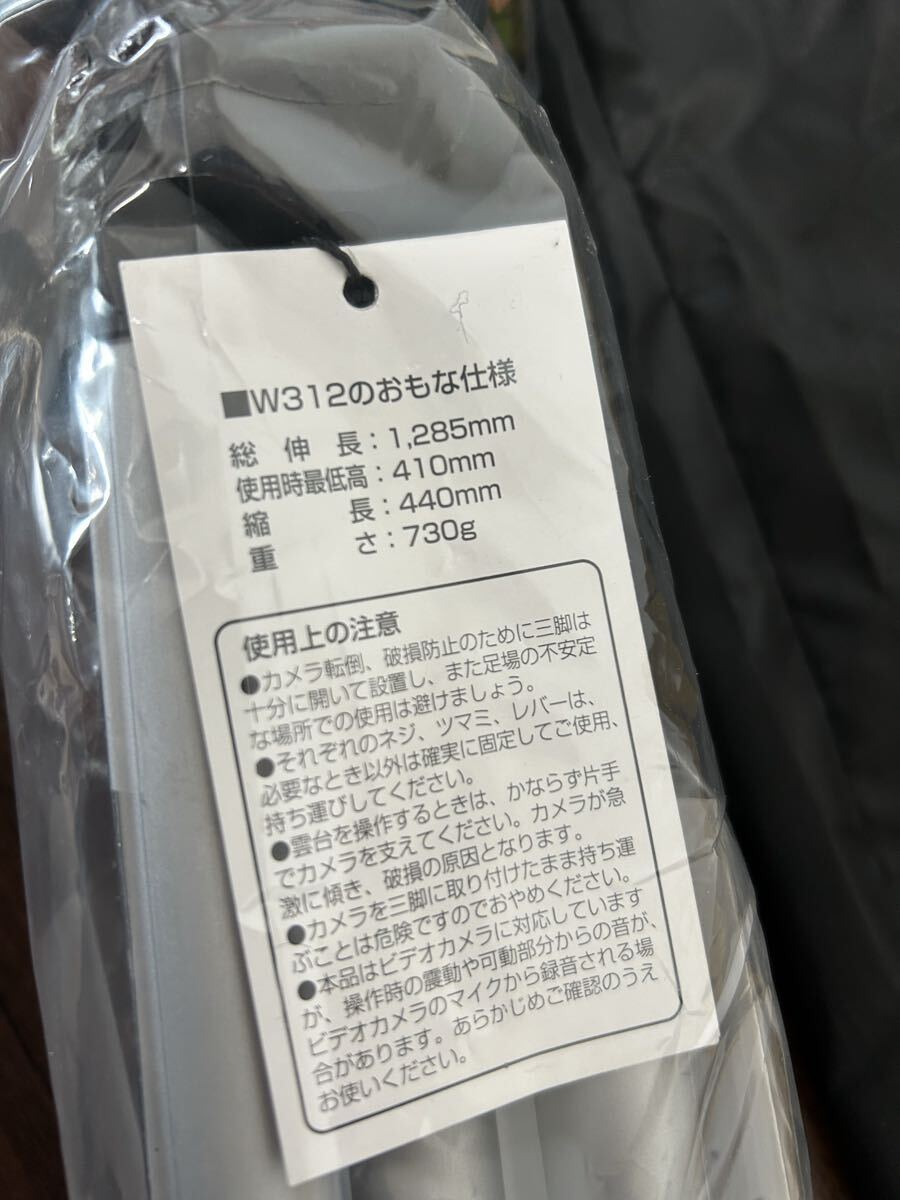 ■W312のおもな仕様
総伸長：1,285mm
使用時最低高：410mm
縮長：440mm
重さ：730g
使用上の注意
●カメラ転倒、破損防止のために三脚は
十分に開いて設置し、また足場の不安定
な場所での使用は避けましょう。
●それぞれのネジ、ツマミ、レバーは、
必要なとき以外は確実に固定してご使用、
持ち運びしてください。
●雲台を操作するときは、かならず片手
でカメラを支えてください。カメラが急
激に傾き、破損の原因となります。
●カメラを三脚に取り付けたまま持ち運
ぶことは危険ですのでおやめください。
●本品はビデオカメラに対応しています
が、操作時の震動や可動部分からの音が、
ビデオカメラのマイクから録音される場
合があります。あらかじめご確認のうえ
お使いください。